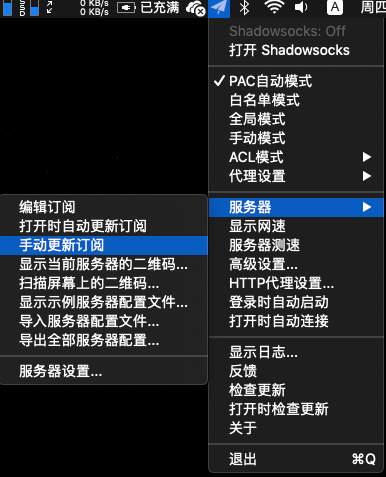 0 KB/s
0 KB/s
已充满
A
周四
Shadowsocks: Off
打开 Shadowsocks
PAC自动模式
白名单模式
全局模式
手动模式
ACL模式
代理设置
服务器
显示网速
服务器测速
高级设置...
HTTP代理设置...
登录时自动启动
打开时自动连接
显示日志...
反馈
检查更新
打开时检查更新
关于
退出 ⌘Q
编辑订阅
打开时自动更新订阅
手动更新订阅
显示当前服务器的二维码...
扫描屏幕上的二维码...
显示示例服务器配置文件...
导入服务器配置文件...
导出全部服务器配置...
服务器设置...